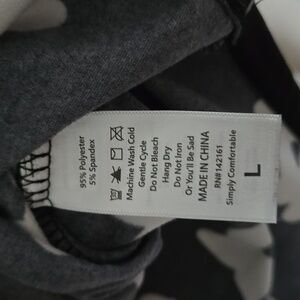 95% Polyester
5% Spandex
Machine Wash Cold
Gentle Cycle
Do Not Bleach
Hang Dry
Do Not Iron
Or You'll Be Sad
MADE IN CHINA
RN#142161
Simply Comfortable
L